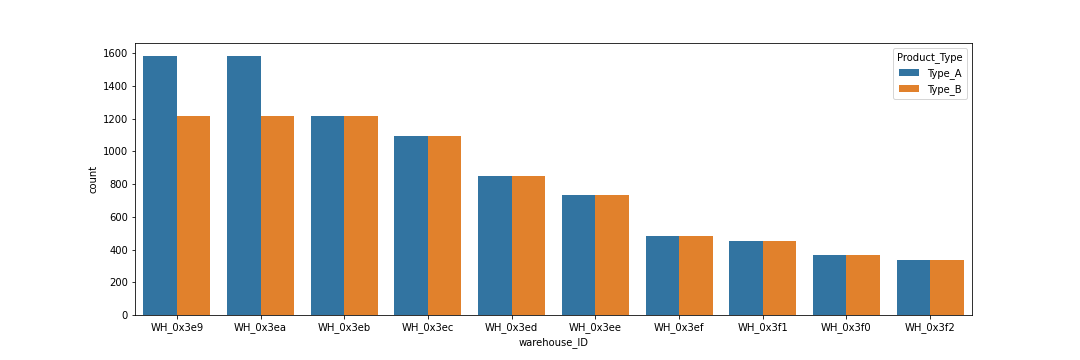 1600
1400
1200
1000
800
600
400
200
0
count
Product_Type
Type_A
Type_B
WH_0x3e9 WH_0x3ea WH_0x3eb WH_0x3ec WH_0x3ed WH_0x3ee WH_0x3ef WH_0x3f1 WH_0x3f0 WH_0x3f2
warehouse_ID